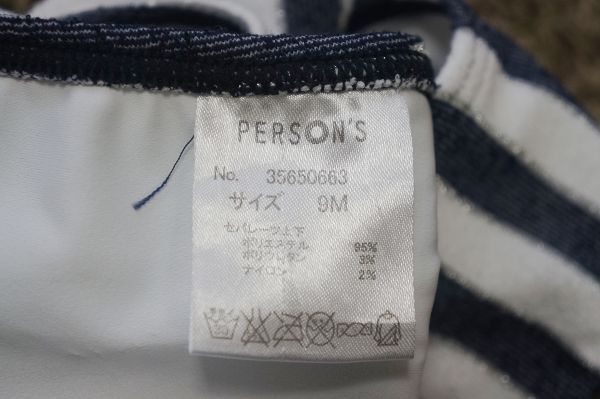 PERSON'S
No. 35650663
サイズ 9M
セパレーツ上下
ポリエステル 95%
ポリウレタン 3%
ナイロン 2%